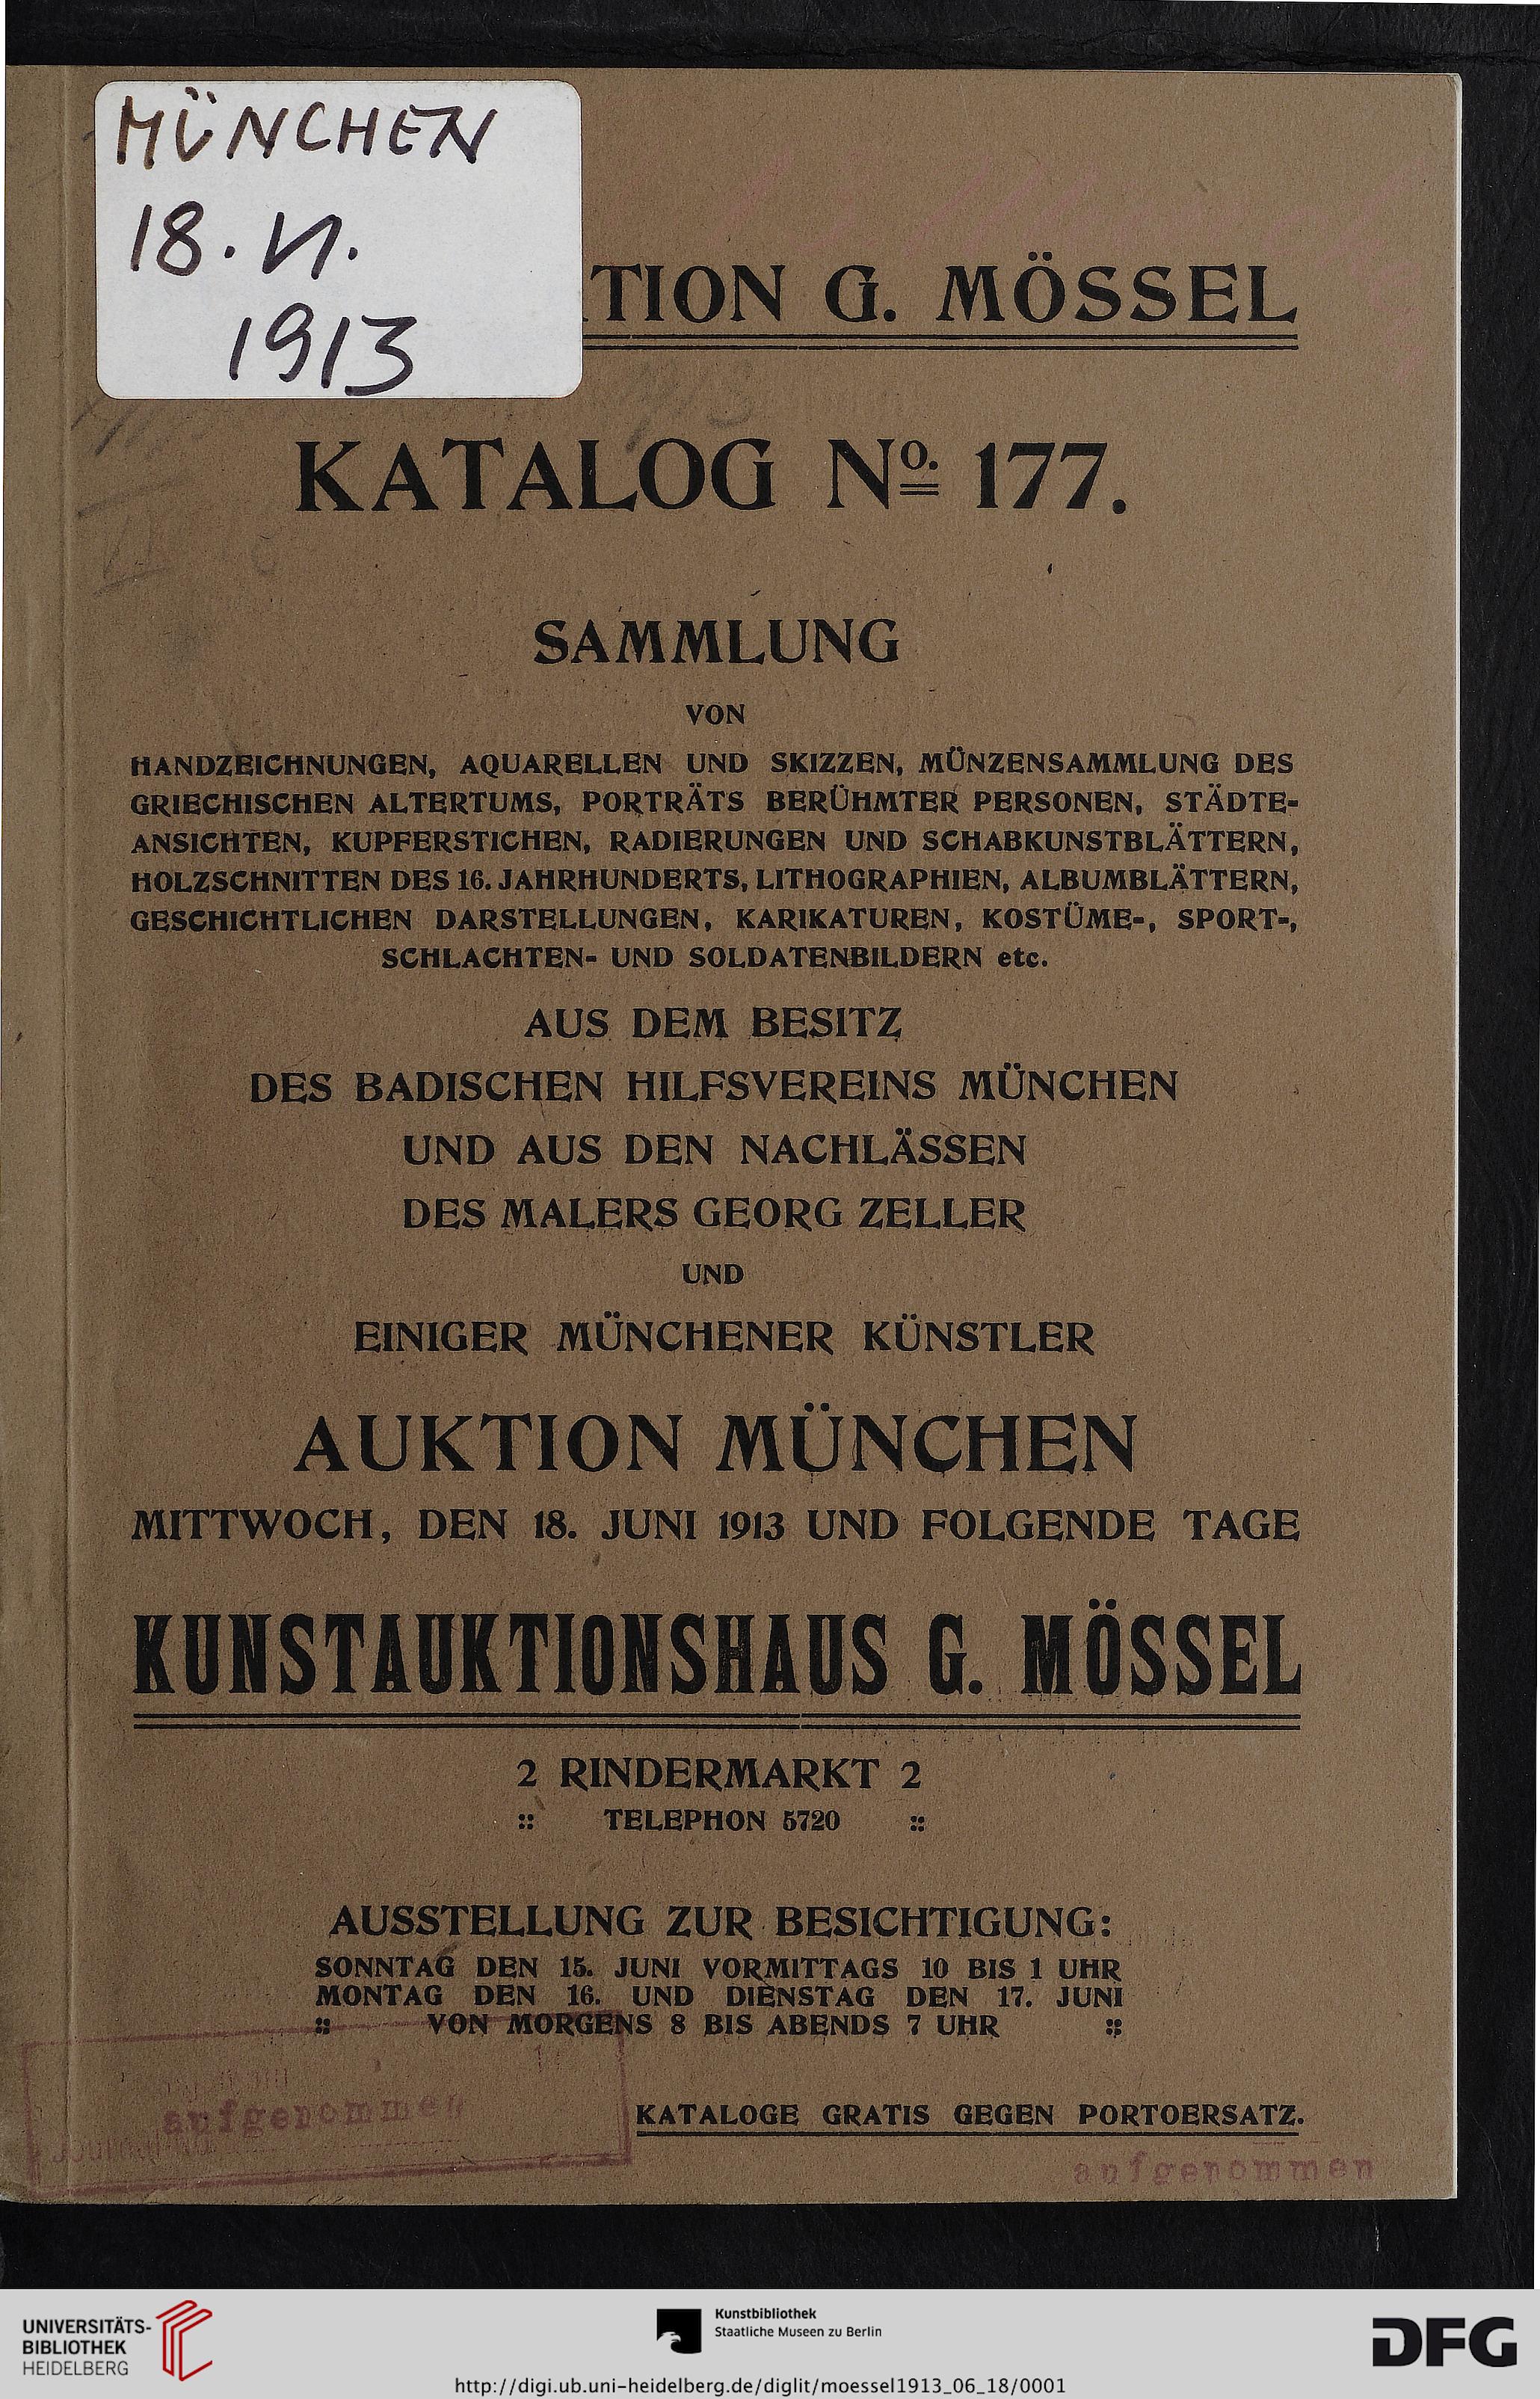 MÜNCHEN
18. VI.
1913
TION G. MÖSSEL
KATALOG No. 177.
SAMMLUNG
VON
HANDZEICHNUNGEN, AQUARELLEN UND SKIZZEN, MÜNZENSAMMLUNG DES
GRIECHISCHEN ALTERTUMS, PORTRÄTS BERÜHMTER PERSONEN, STÄDTE-
ANSICHTEN, KUPFERSTICHEN, RADIERUNGEN UND SCHABKUNSTBLÄTTERN,
HOLZSCHNITTEN DES 16. JAHRHUNDERTS, LITHOGRAPHIEN, ALBUMBLÄTTERN,
GESCHICHTLICHEN DARSTELLUNGEN, KARIKATUREN, KOSTÜME-, SPORT-,
SCHLACHTEN- UND SOLDATENBILDERN etc.
AUS DEM BESITZ
DES BADISCHEN HILFSVEREINS MÜNCHEN
UND AUS DEN NACHLÄSSEN
DES MALERS GEORG ZELLER
UND
EINIGER MÜNCHENER KÜNSTLER
AUKTION MÜNCHEN
MITTWOCH, DEN 18. JUNI 1913 UND FOLGENDE TAGE
KUNSTAUKTIONSHAUS G. MÖSSEL
2 RINDERMARKT 2
:: TELEPHON 5720 ::
AUSSTELLUNG ZUR BESICHTIGUNG:
SONNTAG DEN 15. JUNI VORMITTAGS 10 BIS 1 UHR
MONTAG DEN 16. UND DIENSTAG DEN 17. JUNI
:: VON MORGENS 8 BIS ABENDS 7 UHR ::
aufgenommen
KATALOGE GRATIS GEGEN PORTOERSATZ.
aufgenommen
UNIVERSITÄTS-
BIBLIOTHEK
HEIDELBERG
Kunstbibliothek
Staatliche Museen zu Berlin
DFG
http://digi.ub.uni-heidelberg.de/diglit/moessel1913_06_18/0001